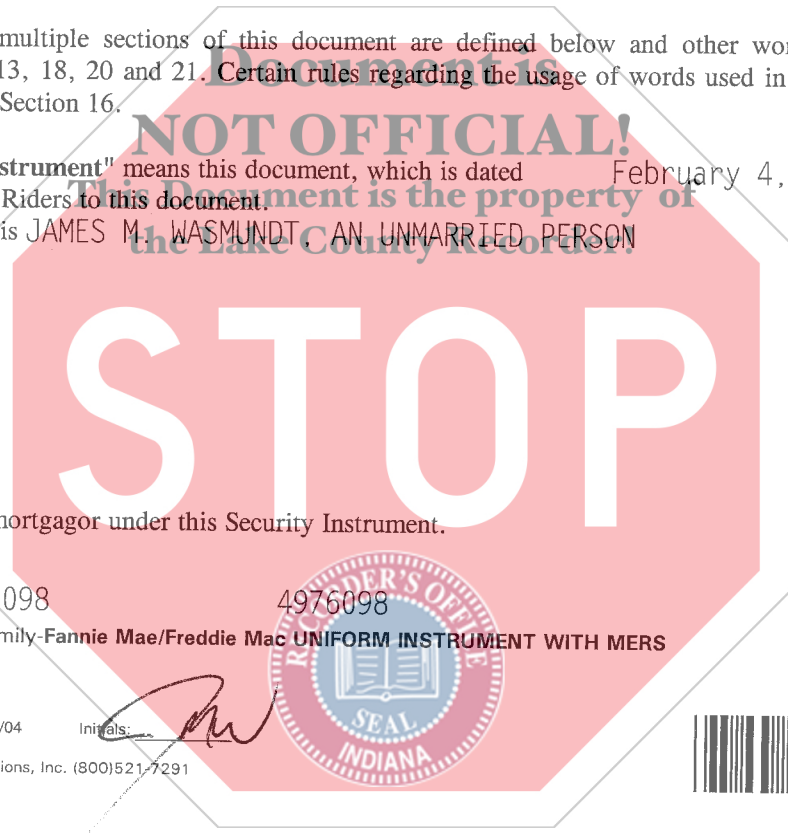 multiple sections of this document are defined below and other wor
13, 18, 20 and 21. Certain rules regarding the usage of words used in
Section 16.
Document is
NOT OFFICIAL!
This Document is the property of
the Lake County Recorder!
strument" means this document, which is dated February 4,
Riders to this document.
is JAMES M. WASMUNDT, AN UNMARRIED PERSON
STOP
mortgagor under this Security Instrument.
098 4976098
mily-Fannie Mae/Freddie Mac UNIFORM INSTRUMENT WITH MERS
RECORDER'S OFFICE
SEAL
INDIANA
/04 Initials: JMW
ions, Inc. (800)521-7291